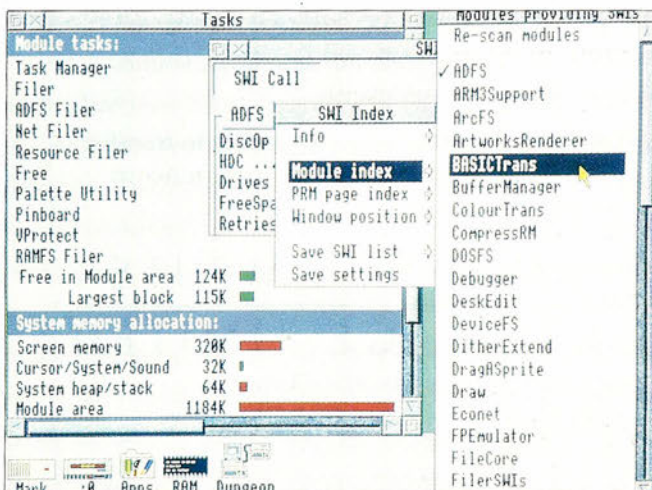 Tasks
Module tasks:
Task Manager
Filer
ADFS Filer
Net Filer
Resource Filer
Free
Palette Utility
Pinboard
VProtect
RAMFS Filer
Free in Module area 124K
Largest block 115K
System memory allocation:
Screen memory 320K
Cursor/System/Sound 32K
System heap/stack 64K
Module area 1184K
SWI
SWI Call
ADFS
DiscOp
HDC ...
Drives
FreeSpa
Retries
SWI Index
Info
Module index
PRM page index
Window position
Save SWI list
Save settings
Modules providing SWIs
Re-scan modules
✓ADFS
ARM3Support
ArcFS
ArtworksRenderer
BASICTrans
BufferManager
ColourTrans
CompressRM
DOSFS
Debugger
DeskEdit
DeviceFS
DitherExtend
DragASprite
Draw
Econet
FPEmulator
FileCore
FilerSWIs
Mark :0 Apps RAM Dungeon